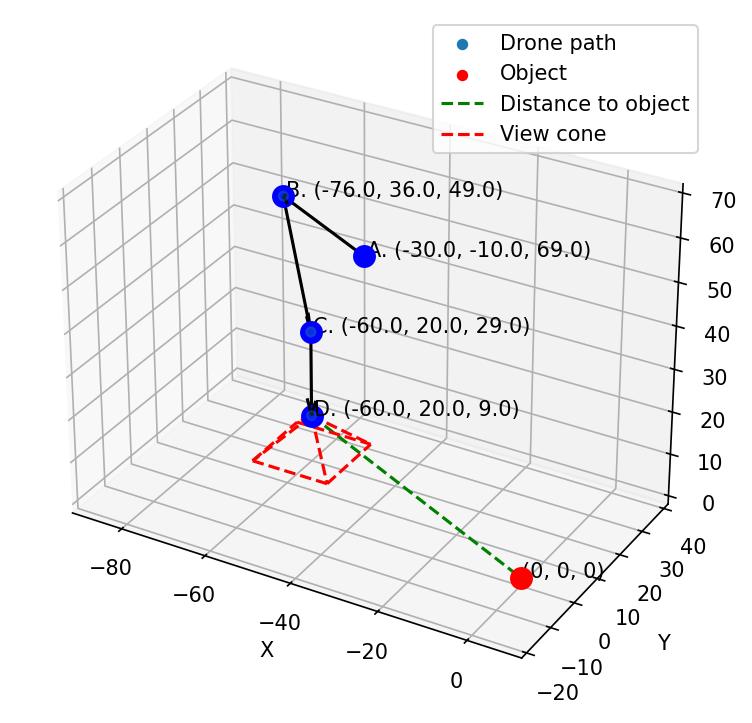 Drone path
Object
Distance to object
View cone
B. (-76.0, 36.0, 49.0)
A. (-30.0, -10.0, 69.0)
C. (-60.0, 20.0, 29.0)
D. (-60.0, 20.0, 9.0)
(0, 0, 0)
70
60
50
40
30
20
10
0
−80
−60
−40
−20
0
X
40
30
20
10
0
−10
−20
Y